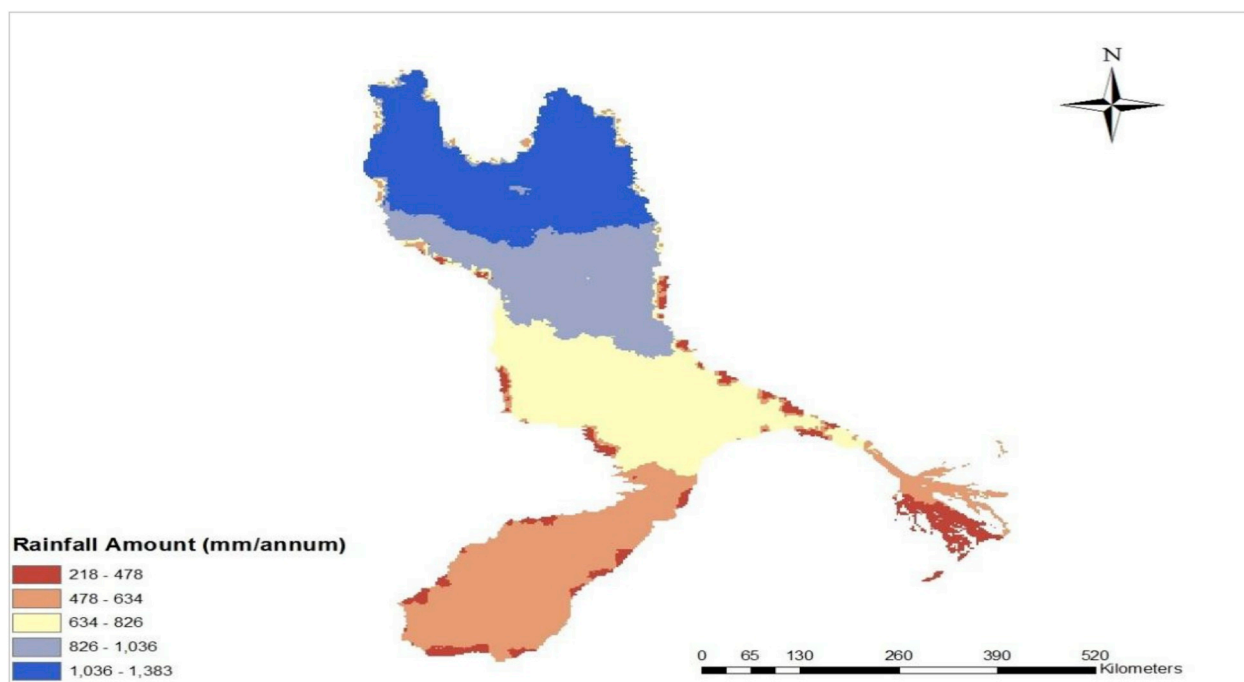 N
Rainfall Amount (mm/annum)
218 - 478
478 - 634
634 - 826
826 - 1,036
1,036 - 1,383
0 65 130 260 390 520
Kilometers